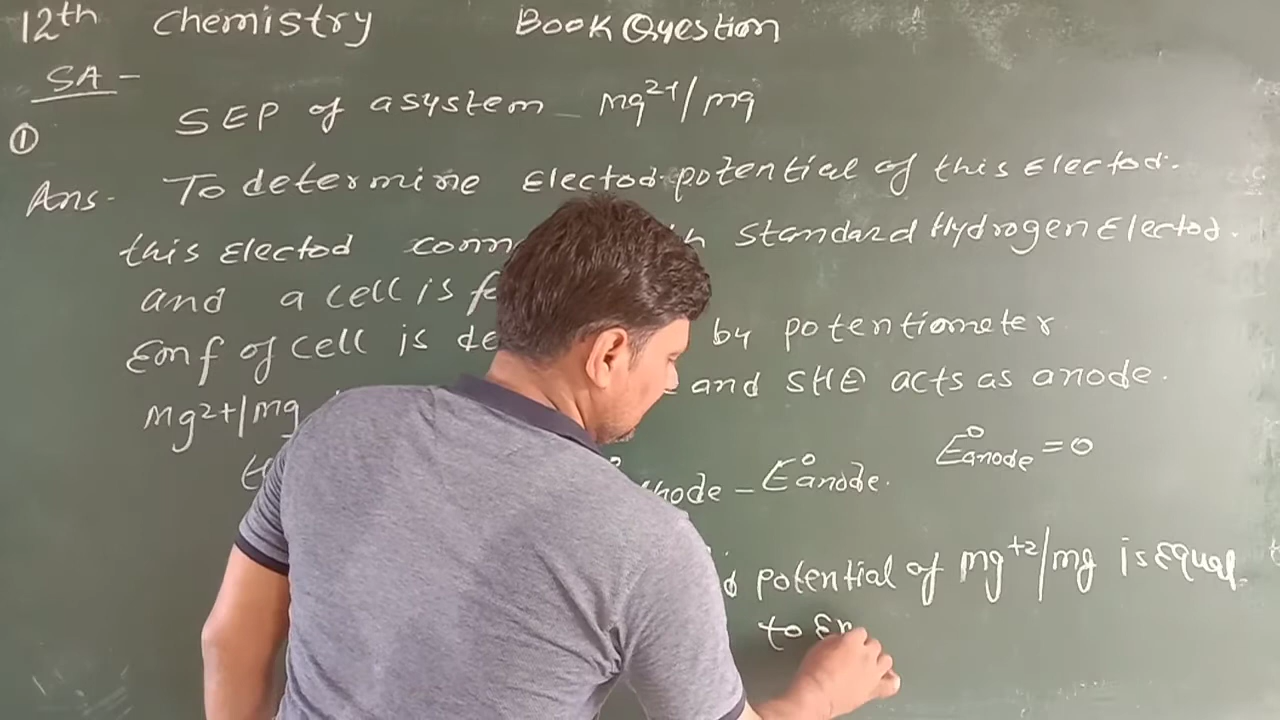 12th Chemistry Book Question
SA -
① SEP of a system - Mg²⁺/Mg
Ans - To determine Electod potential of this Electod.
this Electod conn standard Hydrogen Electod.
and a cell is f
Emf of cell is de by potentiometer
Mg²⁺/Mg and SHE acts as anode.
thode - E°anode. E°anode = 0
potential of Mg⁺²/Mg is Equal
to Em